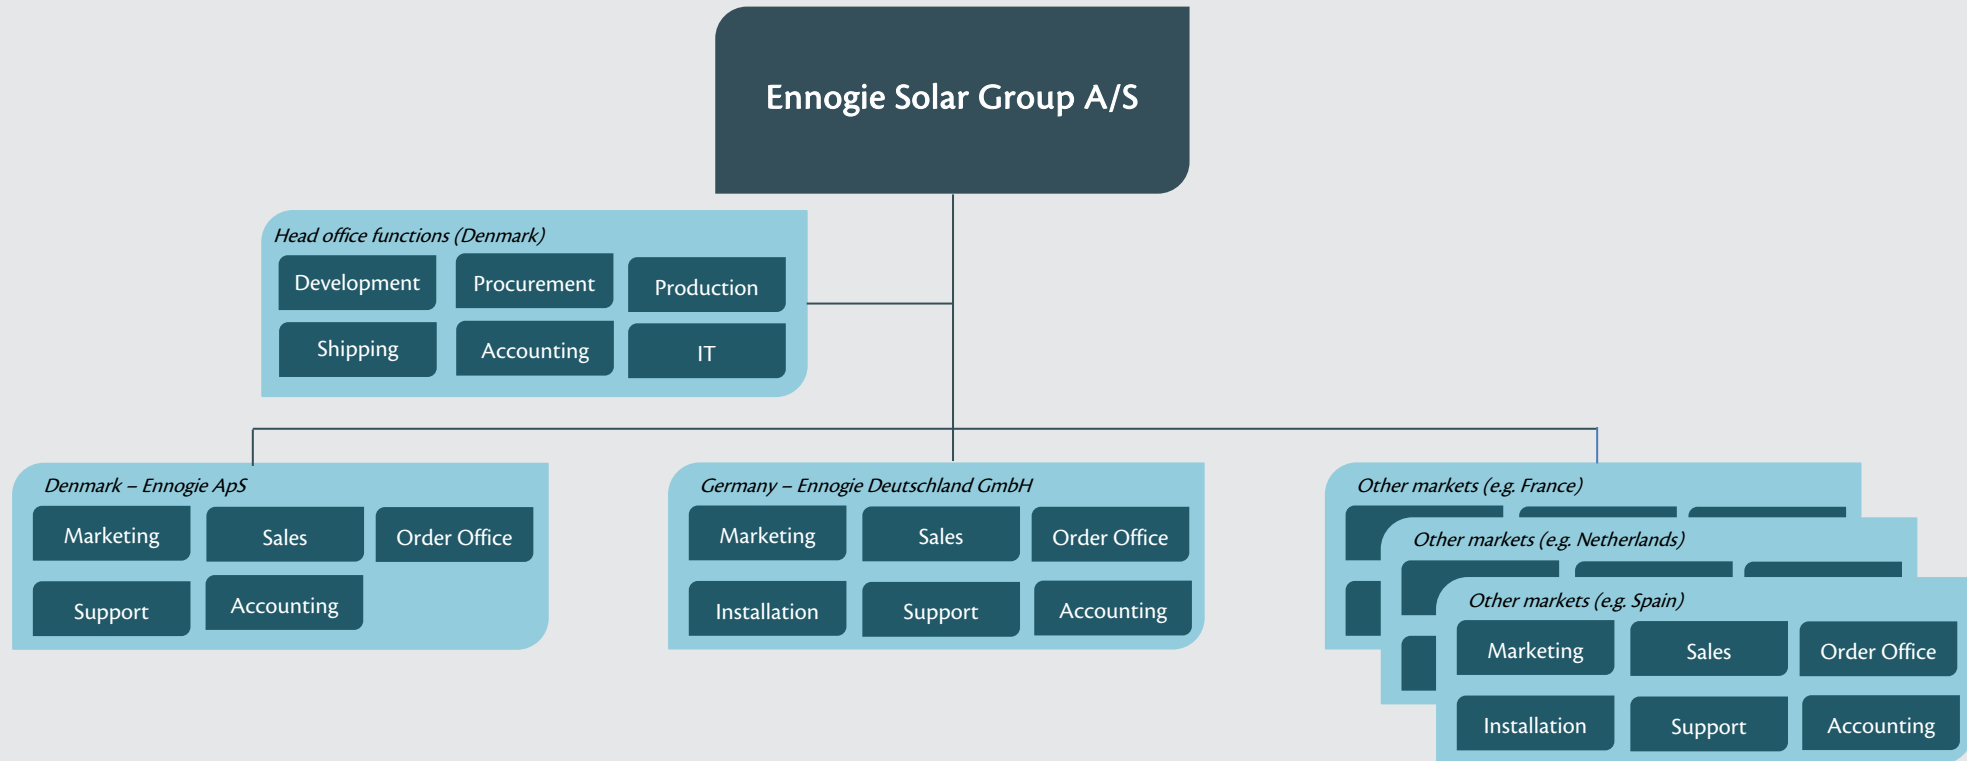 Ennogie Solar Group A/S
Head office functions (Denmark)
Development
Procurement
Production
Shipping
Accounting
IT
Denmark – Ennogie ApS
Marketing
Sales
Order Office
Support
Accounting
Germany – Ennogie Deutschland GmbH
Marketing
Sales
Order Office
Installation
Support
Accounting
Other markets (e.g. France)
Other markets (e.g. Netherlands)
Other markets (e.g. Spain)
Marketing
Sales
Order Office
Installation
Support
Accounting